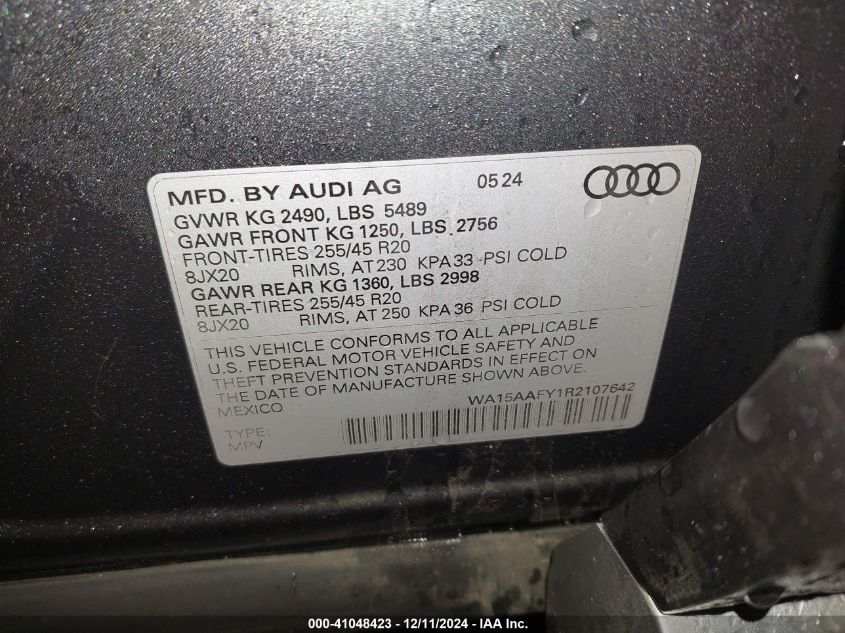 MFD. BY AUDI AG 05 24
GVWR KG 2490, LBS 5489
GAWR FRONT KG 1250, LBS 2756
FRONT-TIRES 255/45 R20
8JX20 RIMS, AT 230 KPA 33 PSI COLD
GAWR REAR KG 1360, LBS 2998
REAR-TIRES 255/45 R20
8JX20 RIMS, AT 250 KPA 36 PSI COLD
THIS VEHICLE CONFORMS TO ALL APPLICABLE
U.S. FEDERAL MOTOR VEHICLE SAFETY AND
THEFT PREVENTION STANDARDS IN EFFECT ON
THE DATE OF MANUFACTURE SHOWN ABOVE.
MEXICO WA15AAFY1R2107642
TYPE:
MPV
000-41048423 - 12/11/2024 - IAA Inc.